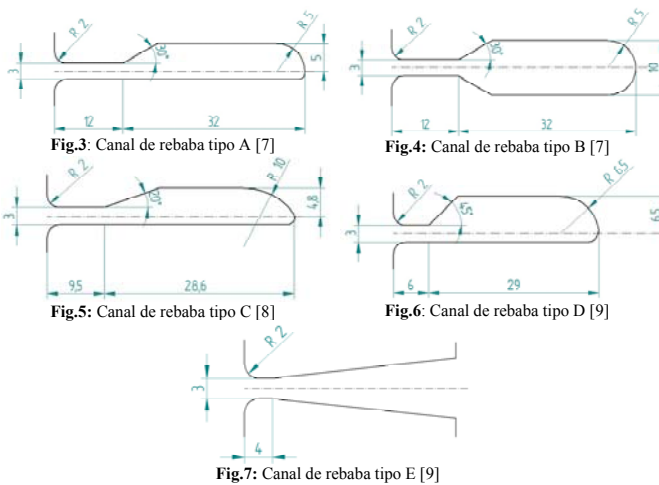 R 2
30°
R 5
3
5
12
32
Fig.3: Canal de rebaba tipo A [7]
R 2
30°
R 5
3
10
12
32
Fig.4: Canal de rebaba tipo B [7]
R 2
20°
R 10
3
4,8
9,5
28,6
Fig.5: Canal de rebaba tipo C [8]
R 2
45°
R 6,5
3
6,5
6
29
Fig.6: Canal de rebaba tipo D [9]
R 2
3
4
Fig.7: Canal de rebaba tipo E [9]